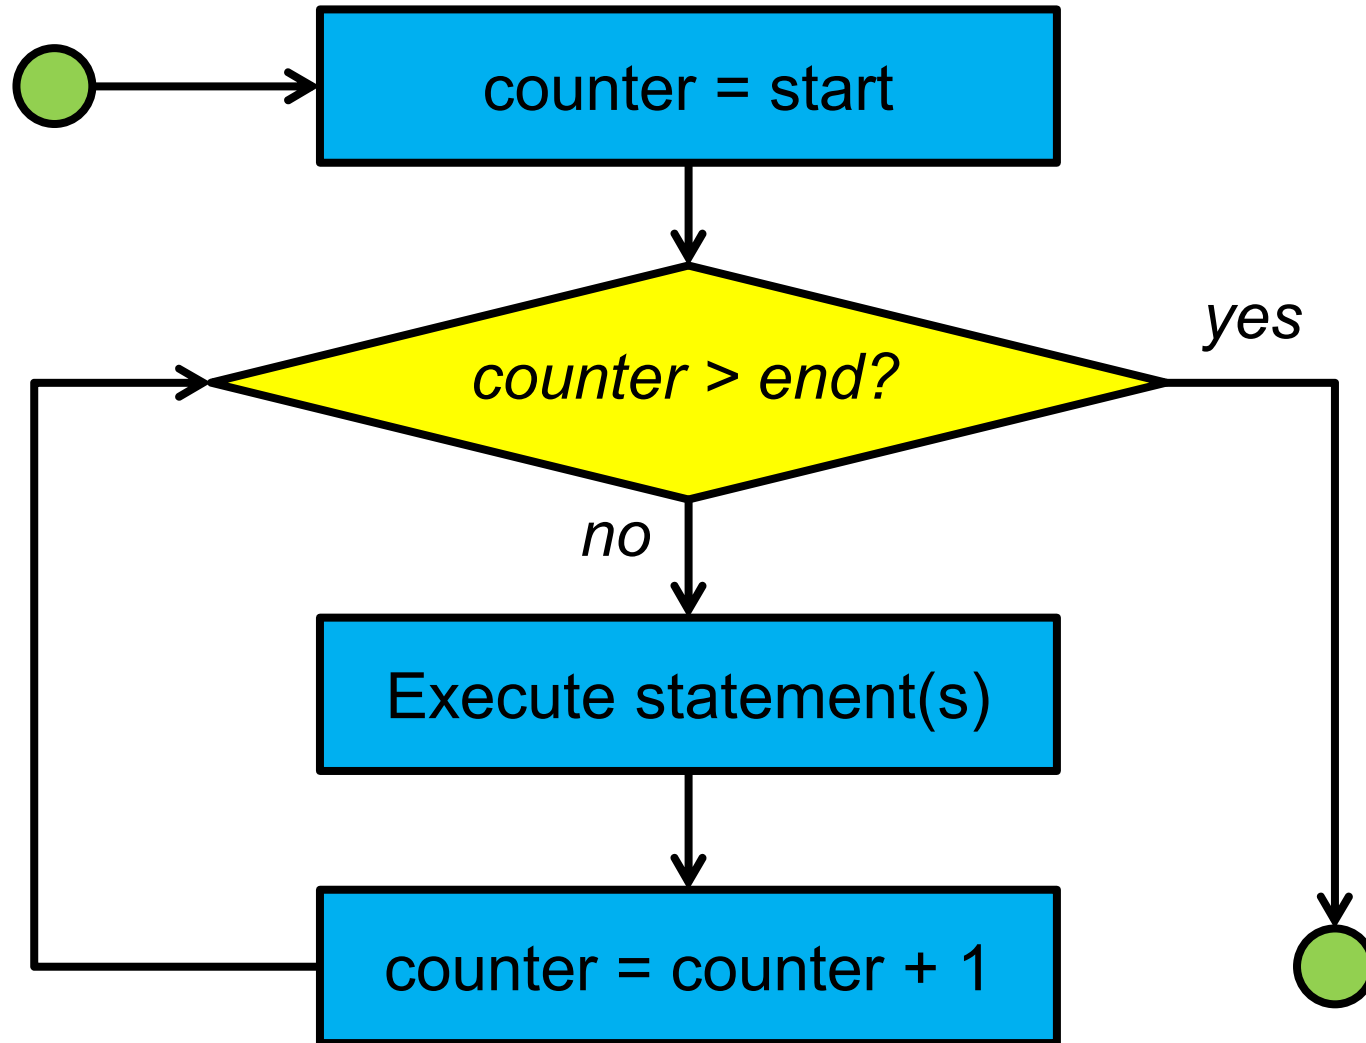 counter = start
counter > end?
yes
no
Execute statement(s)
counter = counter + 1